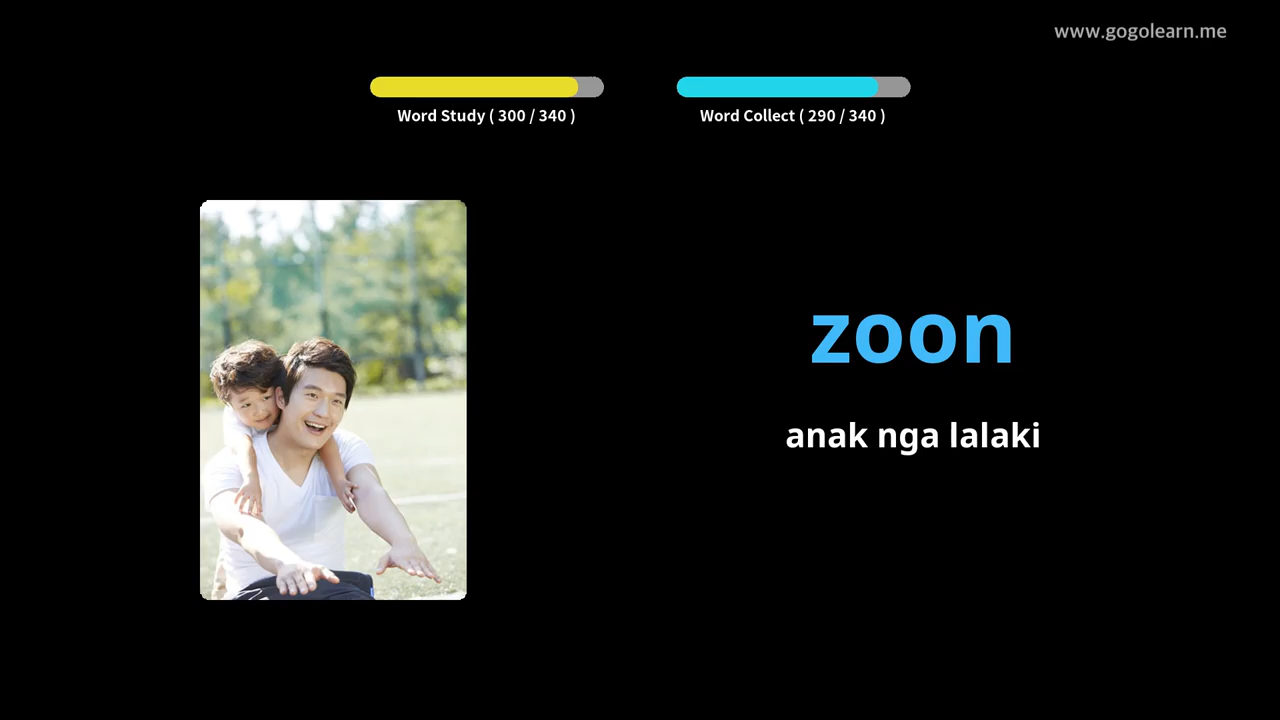 www.gogolearn.me
Word Study ( 300 / 340 )
Word Collect ( 290 / 340 )
zoon
anak nga lalaki